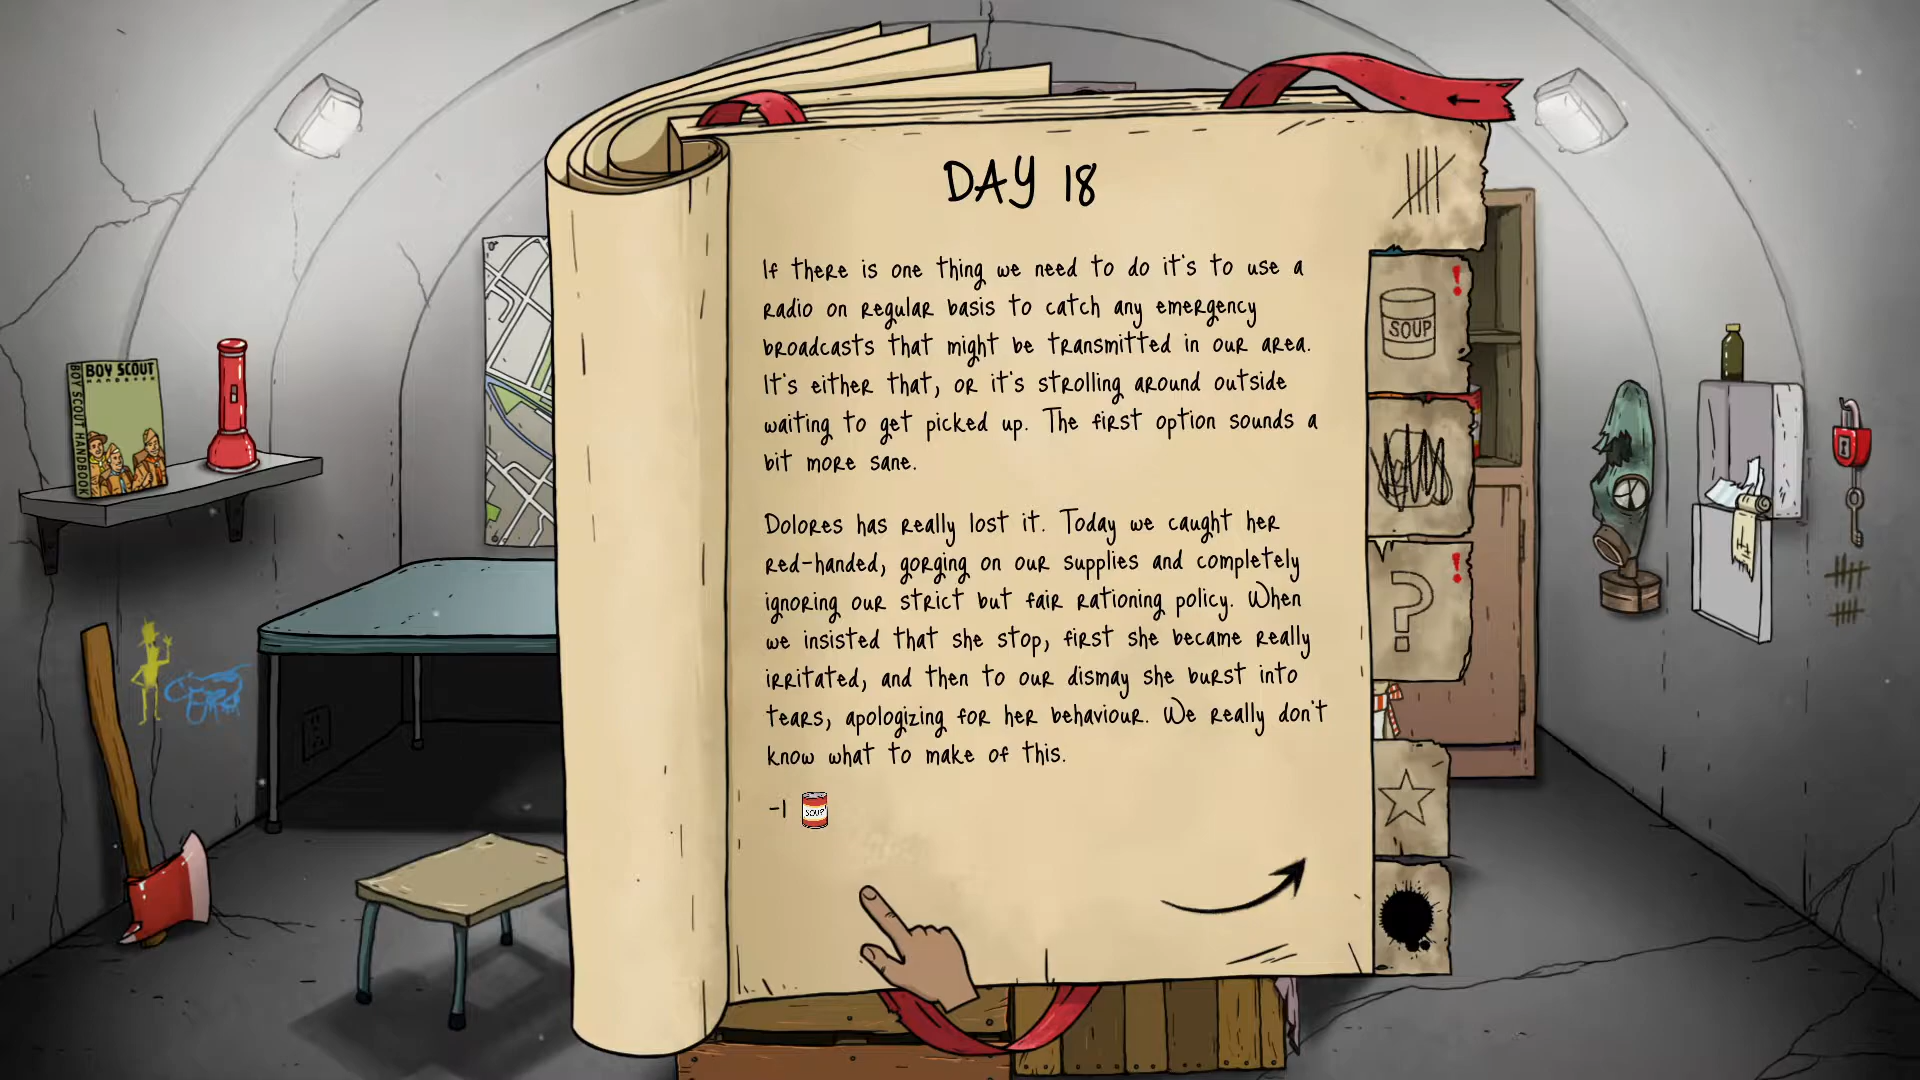 DAY 18
If there is one thing we need to do it's to use a
radio on regular basis to catch any emergency
broadcasts that might be transmitted in our area.
It's either that, or it's strolling around outside
waiting to get picked up. The first option sounds a
bit more sane.
Dolores has really lost it. Today we caught her
red-handed, gorging on our supplies and completely
ignoring our strict but fair rationing policy. When
we insisted that she stop, first she became really
irritated, and then to our dismay she burst into
tears, apologizing for her behaviour. We really don't
know what to make of this.
-1 SOUP
SOUP
!
?
!
BOY SCOUT
HANDBOOK
BOY SCOUT HANDBOOK